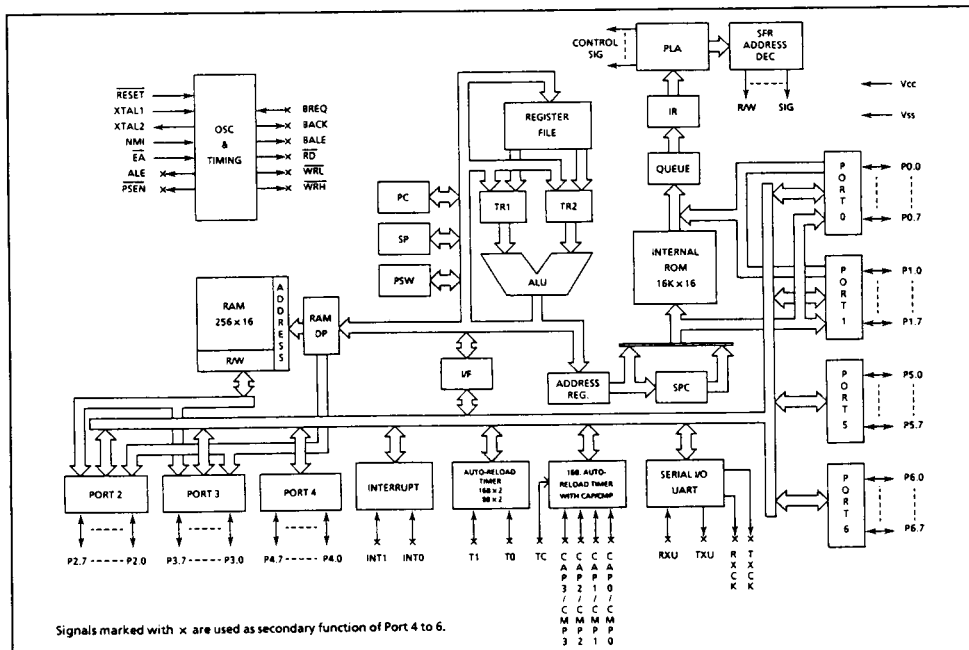 CONTROL
SIG
PLA
SFR
ADDRESS
DEC
R/W
SIG
Vcc
Vss
RESET
XTAL1
XTAL2
NMI
EA
ALE
PSEN
OSC
&
TIMING
BREQ
BACK
BALE
RD
WRL
WRH
REGISTER
FILE
IR
QUEUE
PC
SP
PSW
TR1
TR2
ALU
INTERNAL
ROM
16K x 16
PORT 0
P0.0
P0.7
PORT 1
P1.0
P1.7
RAM
256 x 16
R/W
ADDRESS
RAM
DP
I/F
ADDRESS
REG.
SPC
PORT 5
P5.0
P5.7
PORT 6
P6.0
P6.7
PORT 2
PORT 3
PORT 4
INTERRUPT
AUTO-RELOAD
TIMER
16B x 2
8B x 2
16B. AUTO-
RELOAD TIMER
WITH CAP/CMP
SERIAL I/O
UART
P2.7
P2.0
P3.7
P3.0
P4.7
P4.0
INT1
INT0
T1
T0
TC
CAP3/CMP3
CAP2/CMP2
CAP1/CMP1
CAP0/CMP0
RXU
TXU
RXCK
TXCK
Signals marked with × are used as secondary function of Port 4 to 6.